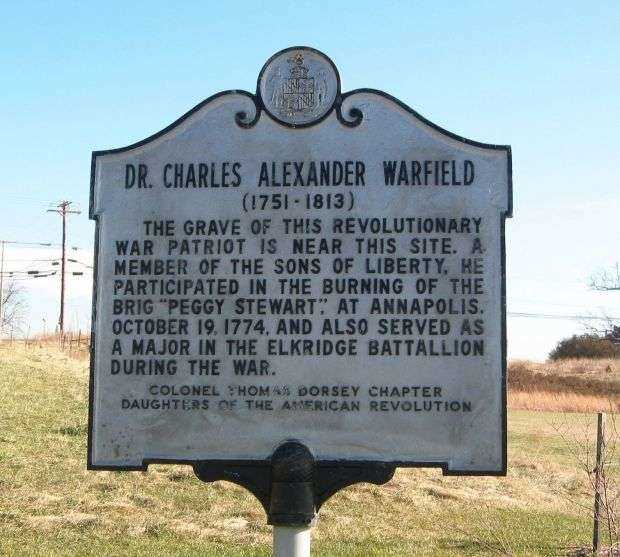 DR. CHARLES ALEXANDER WARFIELD
(1751-1813)
THE GRAVE OF THIS REVOLUTIONARY
WAR PATRIOT IS NEAR THIS SITE. A
MEMBER OF THE SONS OF LIBERTY, HE
PARTICIPATED IN THE BURNING OF THE
BRIG "PEGGY STEWART", AT ANNAPOLIS,
OCTOBER 19, 1774, AND ALSO SERVED AS
A MAJOR IN THE ELKRIDGE BATTALLION
DURING THE WAR.
COLONEL THOMAS DORSEY CHAPTER
DAUGHTERS OF THE AMERICAN REVOLUTION